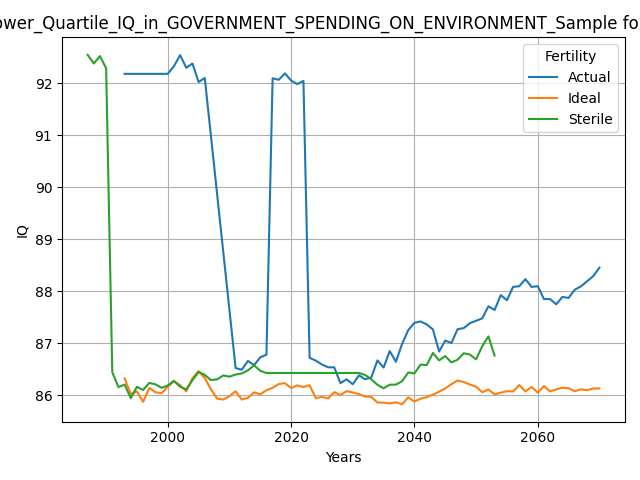 ower_Quartile_IQ_in_GOVERNMENT_SPENDING_ON_ENVIRONMENT_Sample fo
Fertility
Actual
Ideal
Sterile
IQ
92
91
90
89
88
87
86
2000
2020
2040
2060
Years